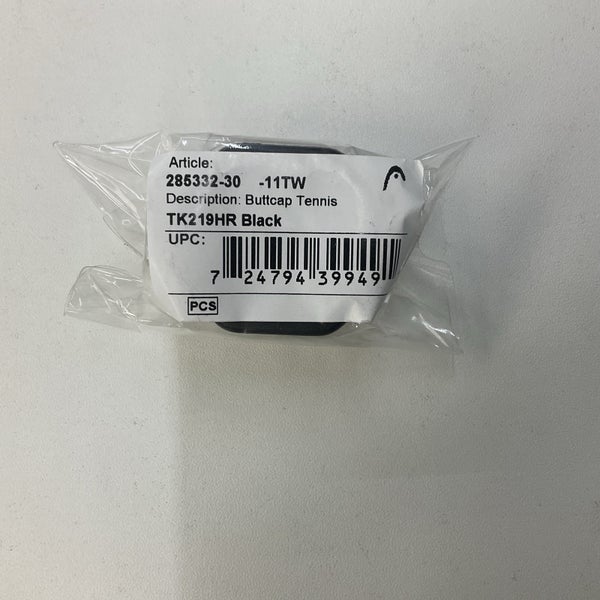 Article:
285332-30 -11TW
Description: Buttcap Tennis
TK219HR Black
UPC:
7 24794 39949
PCS